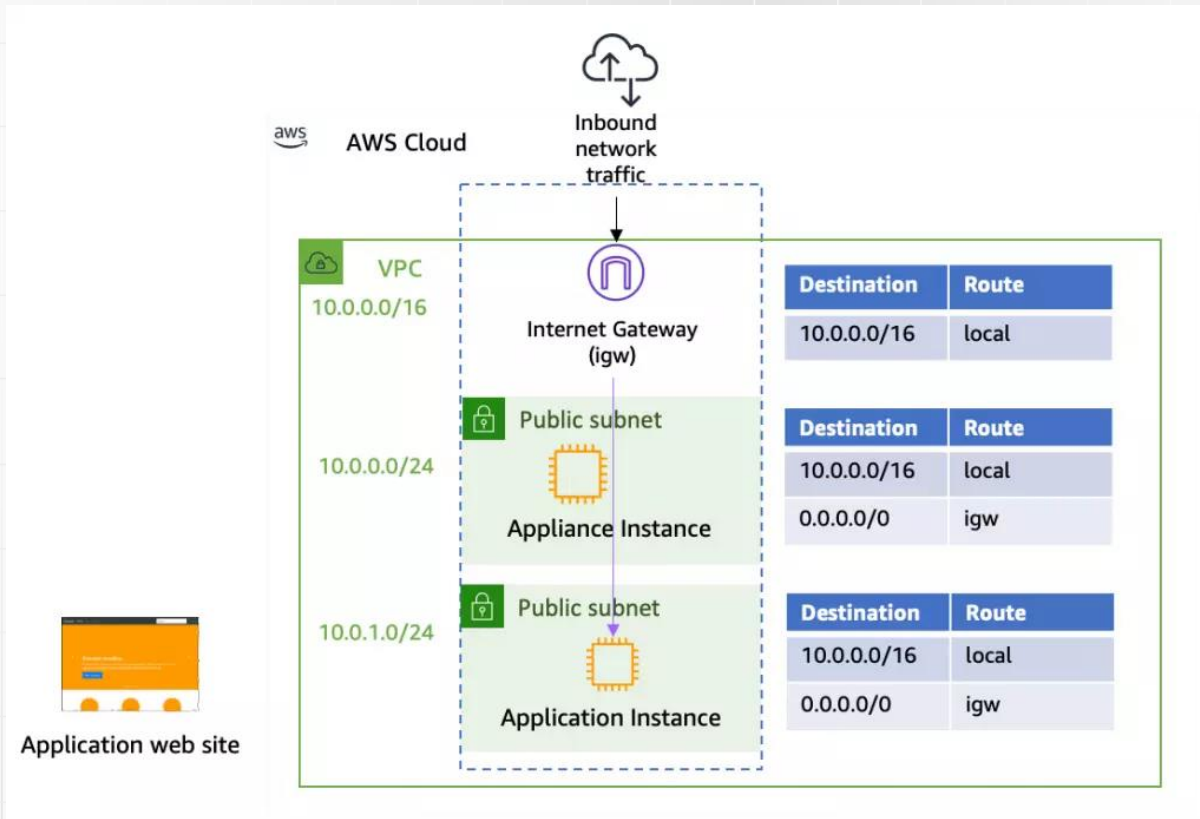 Inbound
network
traffic
aws
AWS Cloud
VPC
10.0.0.0/16
Internet Gateway
(igw)
Destination Route
10.0.0.0/16 local
Public subnet
10.0.0.0/24
Appliance Instance
Destination Route
10.0.0.0/16 local
0.0.0.0/0 igw
Public subnet
10.0.1.0/24
Application Instance
Destination Route
10.0.0.0/16 local
0.0.0.0/0 igw
Application web site